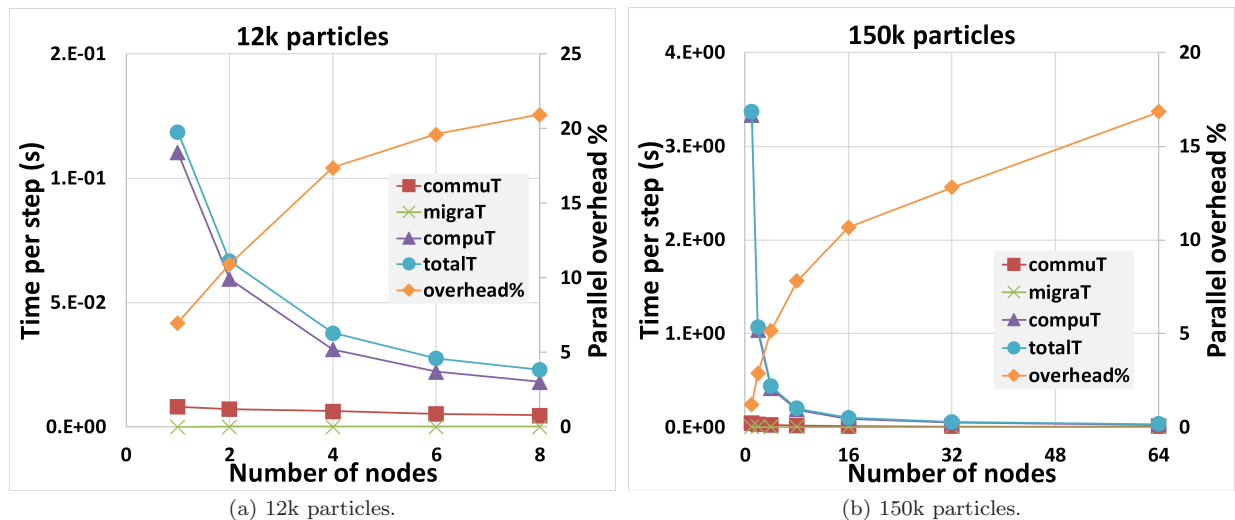 12k particles
2.E-01
1.E-01
5.E-02
0.E+00
Time per step (s)
25
20
15
10
5
0
Parallel overhead %
commuT
migraT
compuT
totalT
overhead%
0 2 4 6 8
Number of nodes
(a) 12k particles.
150k particles
4.E+00
3.E+00
2.E+00
1.E+00
0.E+00
Time per step (s)
20
15
10
5
0
Parallel overhead %
commuT
migraT
compuT
totalT
overhead%
0 16 32 48 64
Number of nodes
(b) 150k particles.